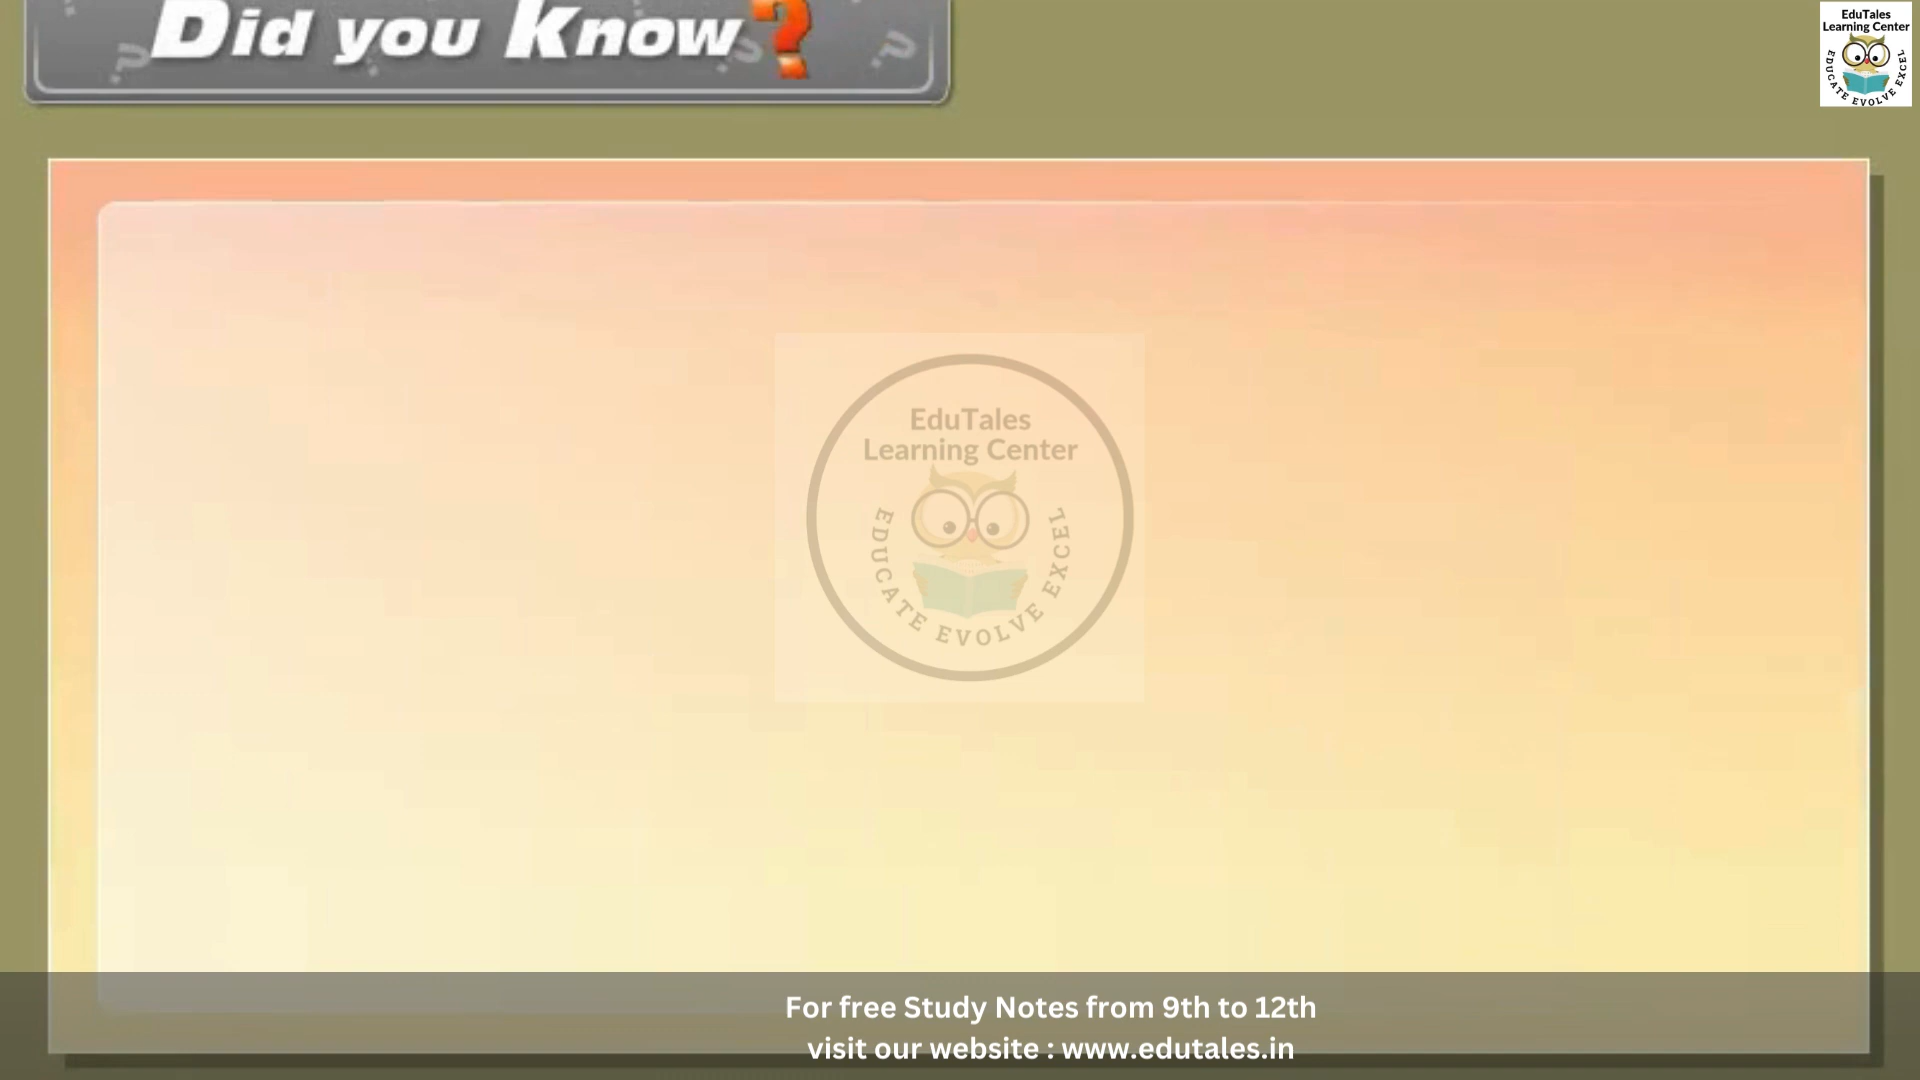 Did you Know?
EduTales
Learning Center
EDUCATE EVOLVE EXCEL
EduTales
Learning Center
EDUCATE EVOLVE EXCEL
For free Study Notes from 9th to 12th
visit our website : www.edutales.in